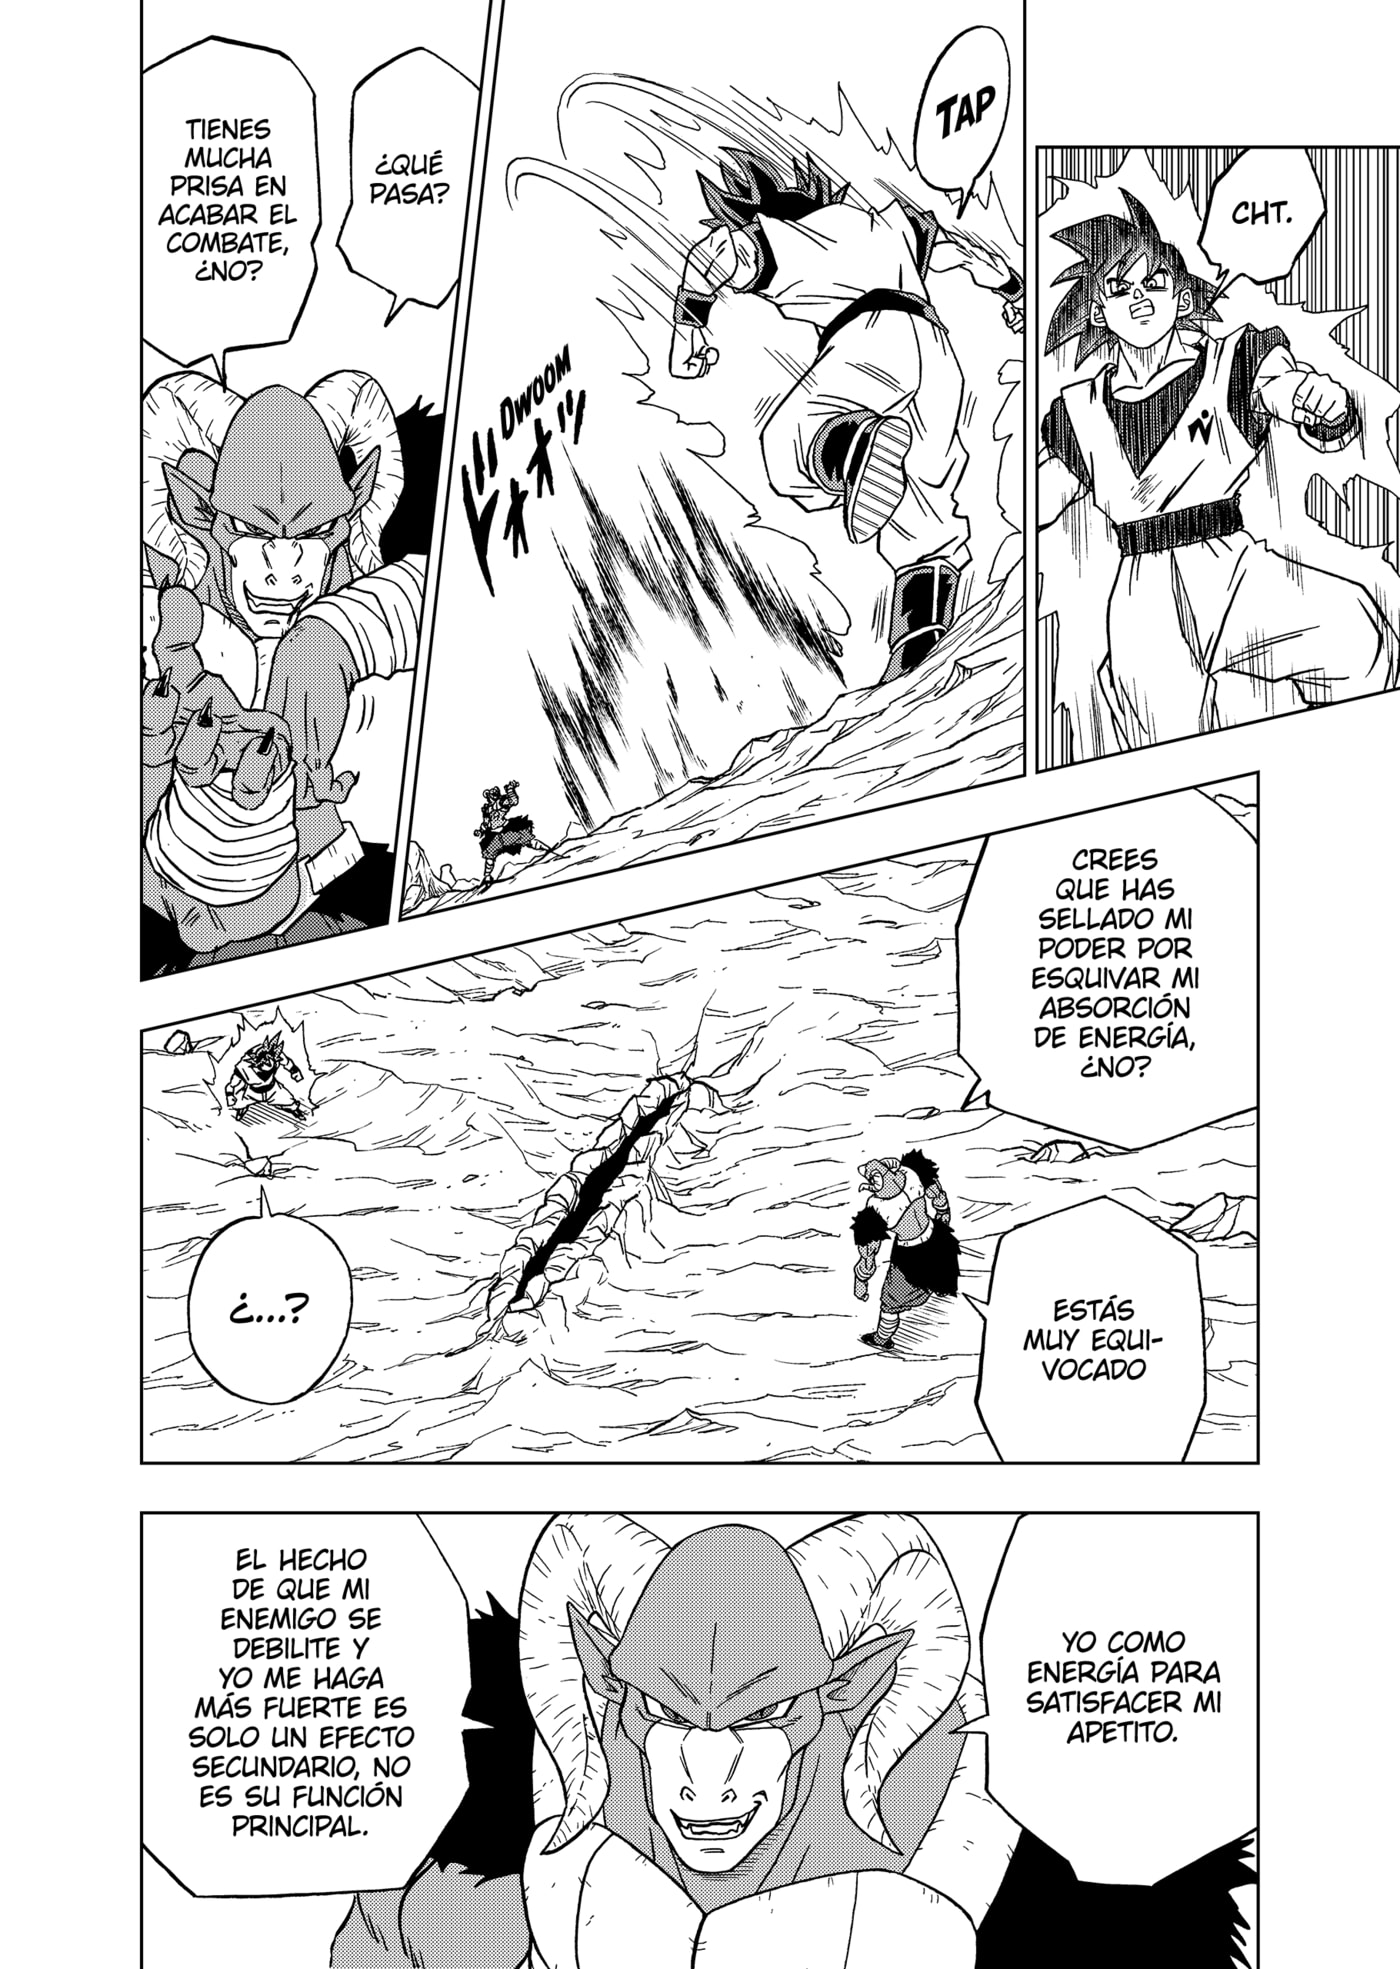 CHT.
TAP
DWOOM
ドォォッ
¿QUÉ
PASA?
TIENES
MUCHA
PRISA EN
ACABAR EL
COMBATE,
¿NO?
CREES
QUE HAS
SELLADO MI
PODER POR
ESQUIVAR MI
ABSORCIÓN
DE ENERGÍA,
¿NO?
ESTÁS
MUY EQUI-
VOCADO
¿...?
YO COMO
ENERGÍA PARA
SATISFACER MI
APETITO.
EL HECHO
DE QUE MI
ENEMIGO SE
DEBILITE Y
YO ME HAGA
MÁS FUERTE ES
SOLO UN EFECTO
SECUNDARIO, NO
ES SU FUNCIÓN
PRINCIPAL.